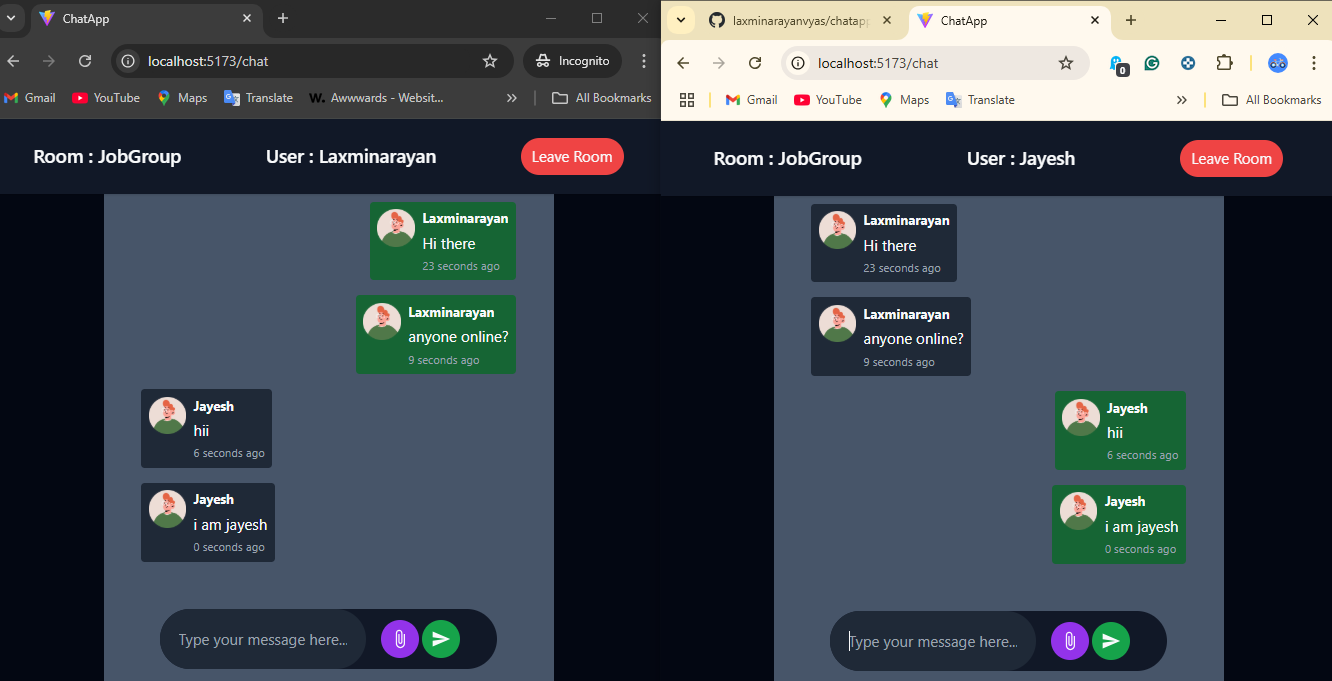 ChatApp
localhost:5173/chat
Incognito
Gmail
YouTube
Maps
Translate
Awwwards - Websit...
All Bookmarks
Room : JobGroup
User : Laxminarayan
Leave Room
Laxminarayan
Hi there
23 seconds ago
Laxminarayan
anyone online?
9 seconds ago
Jayesh
hii
6 seconds ago
Jayesh
i am jayesh
0 seconds ago
Type your message here...
laxminarayanvyas/chatapp
ChatApp
localhost:5173/chat
0
Gmail
YouTube
Maps
Translate
All Bookmarks
Room : JobGroup
User : Jayesh
Leave Room
Laxminarayan
Hi there
23 seconds ago
Laxminarayan
anyone online?
9 seconds ago
Jayesh
hii
6 seconds ago
Jayesh
i am jayesh
0 seconds ago
Type your message here...